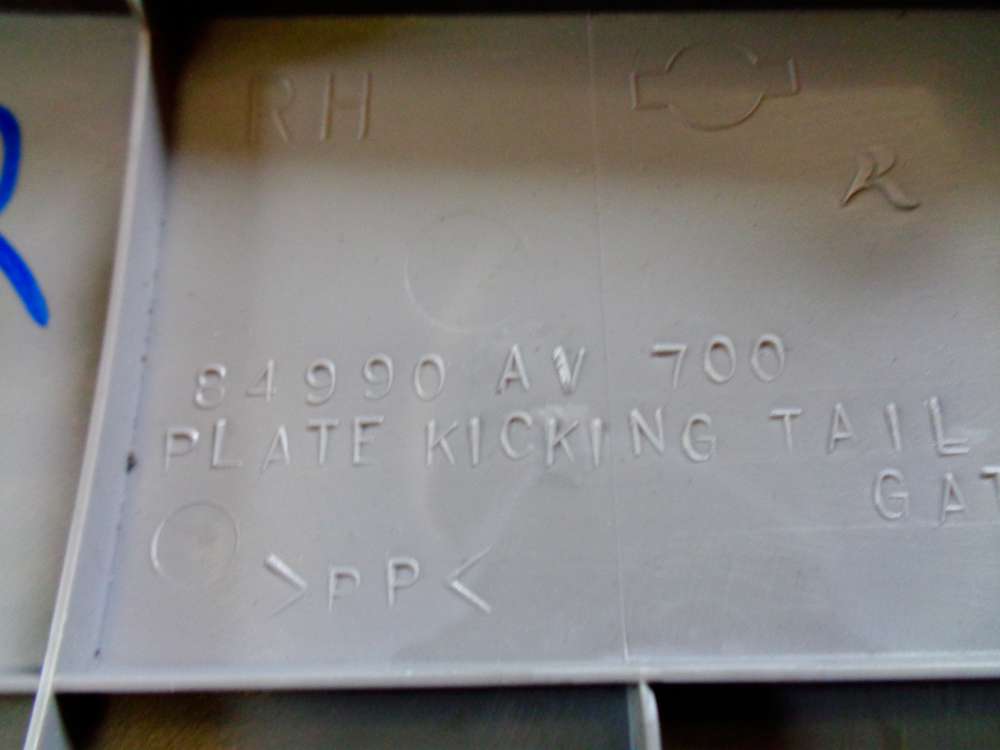 RH
K
84990 AV 700
PLATE KICKING TAIL
GAT
>PP<
R